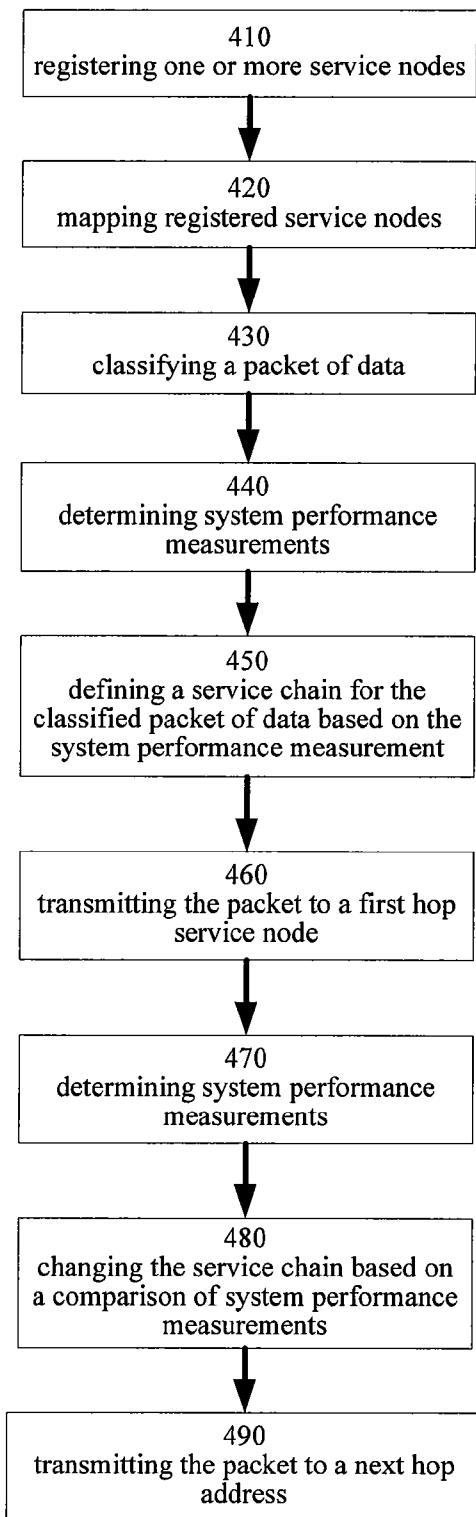 410
registering one or more service nodes
420
mapping registered service nodes
430
classifying a packet of data
440
determining system performance
measurements
450
defining a service chain for the
classified packet of data based on the
system performance measurement
460
transmitting the packet to a first hop
service node
470
determining system performance
measurements
480
changing the service chain based on
a comparison of system performance
measurements
490
transmitting the packet to a next hop
address